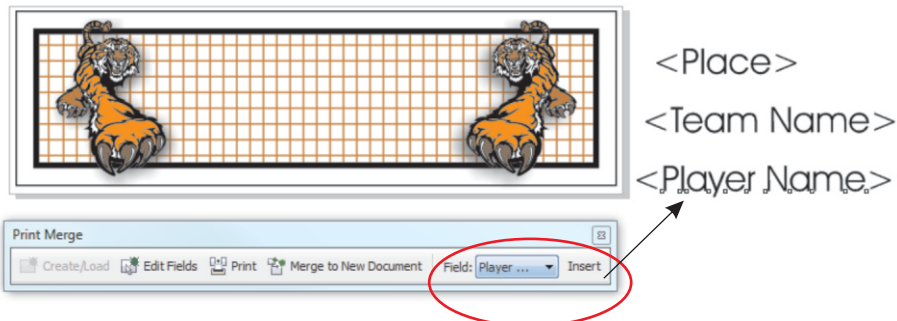 <Place>
<Team Name>
<Player Name>
Print Merge
Create/Load Edit Fields Print Merge to New Document Field: Player ... Insert